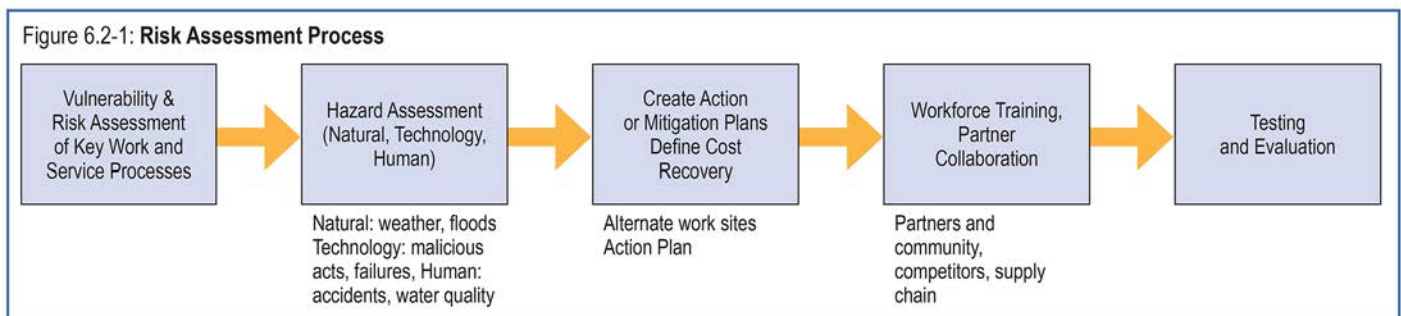 Figure 6.2-1: Risk Assessment Process
Vulnerability &
Risk Assessment
of Key Work and
Service Processes
Hazard Assessment
(Natural, Technology,
Human)
Natural: weather, floods
Technology: malicious
acts, failures, Human:
accidents, water quality
Create Action
or Mitigation Plans
Define Cost
Recovery
Alternate work sites
Action Plan
Workforce Training,
Partner
Collaboration
Partners and
community,
competitors, supply
chain
Testing
and Evaluation